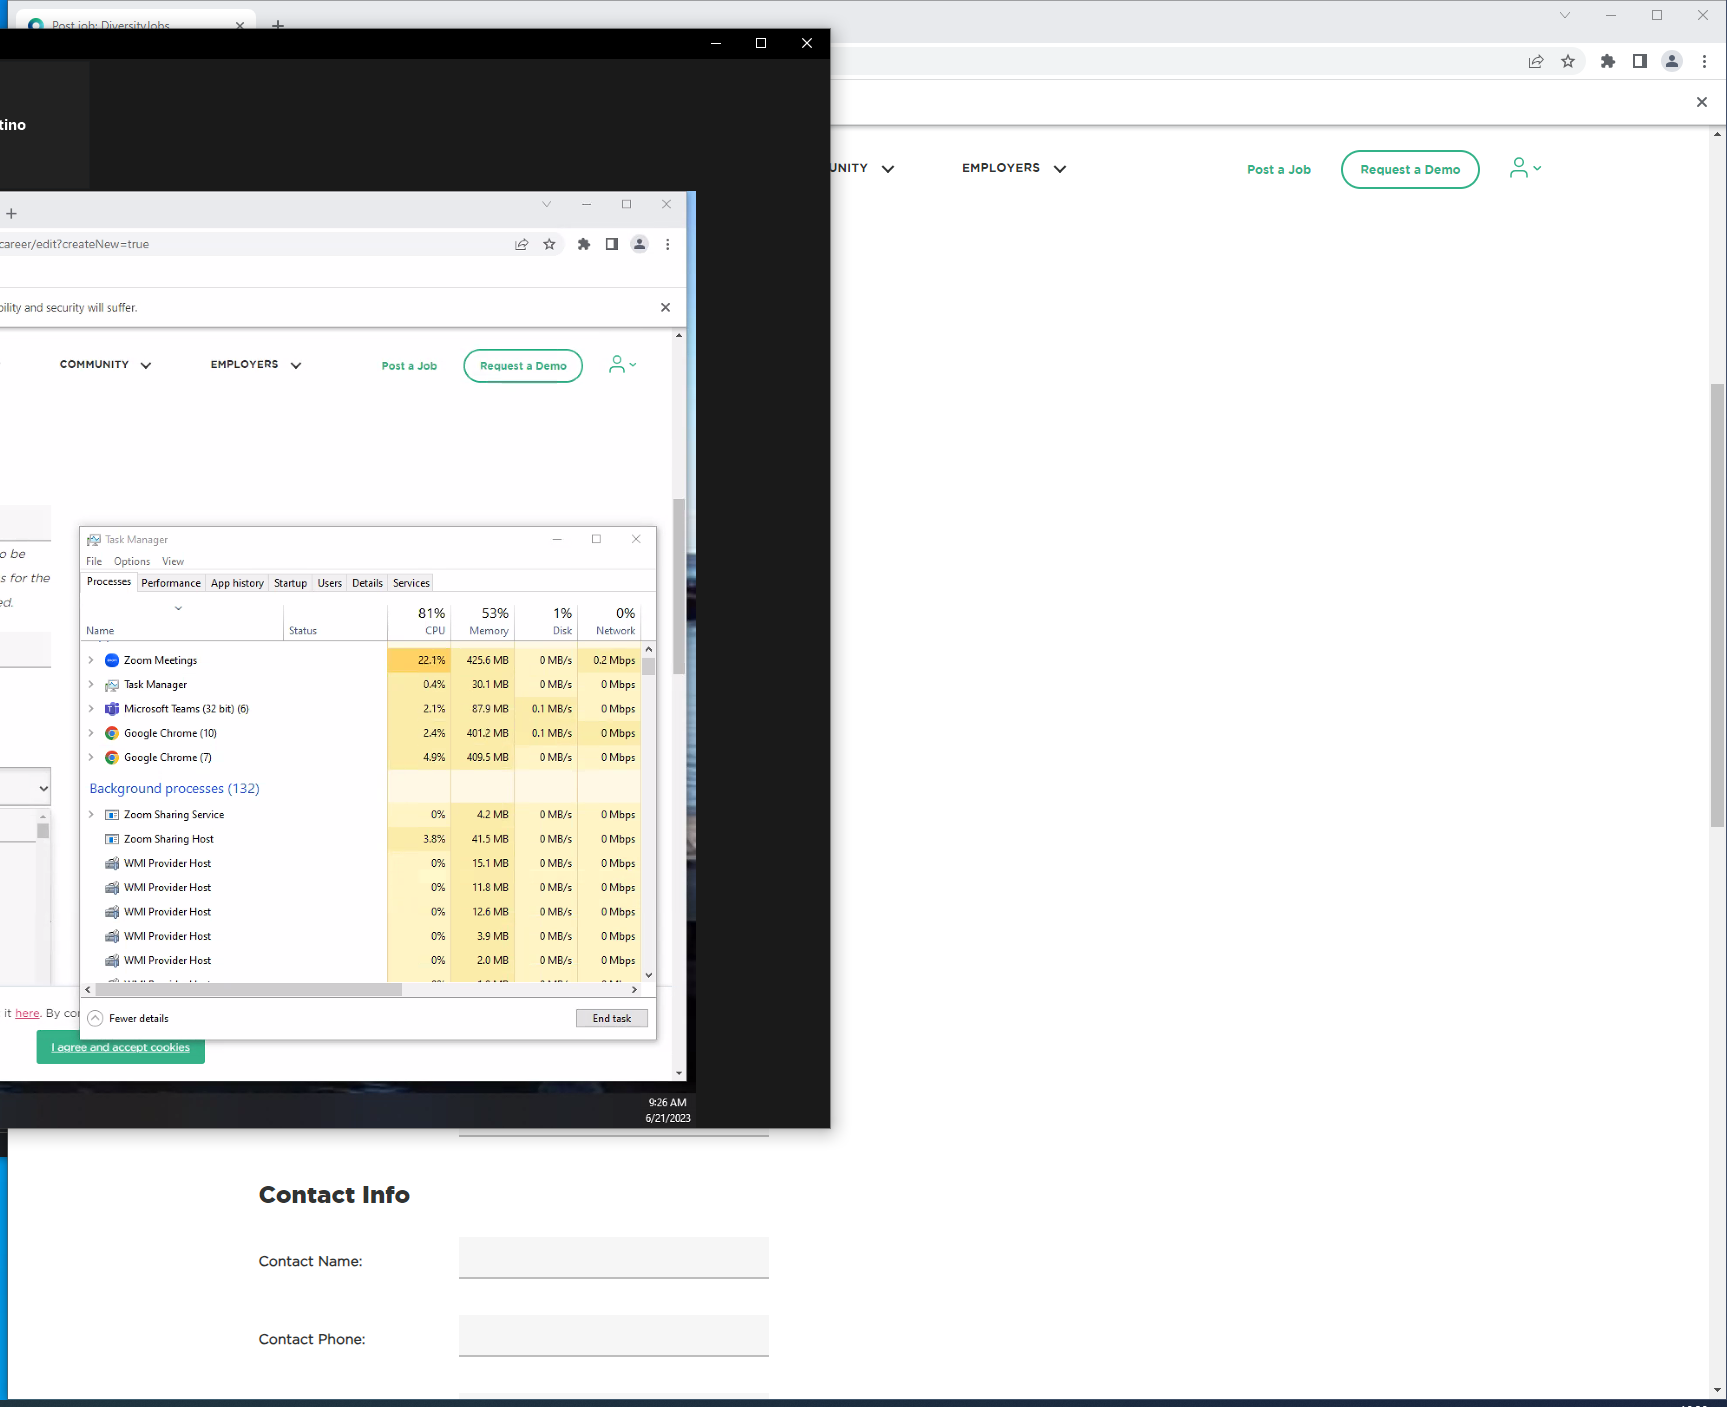 Post job: DiversityJobs
tino
UNITY
EMPLOYERS
Post a Job
Request a Demo
career/edit?createNew=true
bility and security will suffer.
COMMUNITY
EMPLOYERS
Post a Job
Request a Demo
o be
s for the
ed.
Task Manager
File Options View
Processes Performance App history Startup Users Details Services
81% 53% 1% 0%
Name Status CPU Memory Disk Network
Zoom Meetings 22.1% 425.6 MB 0 MB/s 0.2 Mbps
Task Manager 0.4% 30.1 MB 0 MB/s 0 Mbps
Microsoft Teams (32 bit) (6) 2.1% 87.9 MB 0.1 MB/s 0 Mbps
Google Chrome (10) 2.4% 401.2 MB 0.1 MB/s 0 Mbps
Google Chrome (7) 4.9% 409.5 MB 0 MB/s 0 Mbps
Background processes (132)
Zoom Sharing Service 0% 4.2 MB 0 MB/s 0 Mbps
Zoom Sharing Host 3.8% 41.5 MB 0 MB/s 0 Mbps
WMI Provider Host 0% 15.1 MB 0 MB/s 0 Mbps
WMI Provider Host 0% 11.8 MB 0 MB/s 0 Mbps
WMI Provider Host 0% 12.6 MB 0 MB/s 0 Mbps
WMI Provider Host 0% 3.9 MB 0 MB/s 0 Mbps
WMI Provider Host 0% 2.0 MB 0 MB/s 0 Mbps
it here. By co
Fewer details
End task
I agree and accept cookies
9:26 AM
6/21/2023
Contact Info
Contact Name:
Contact Phone: